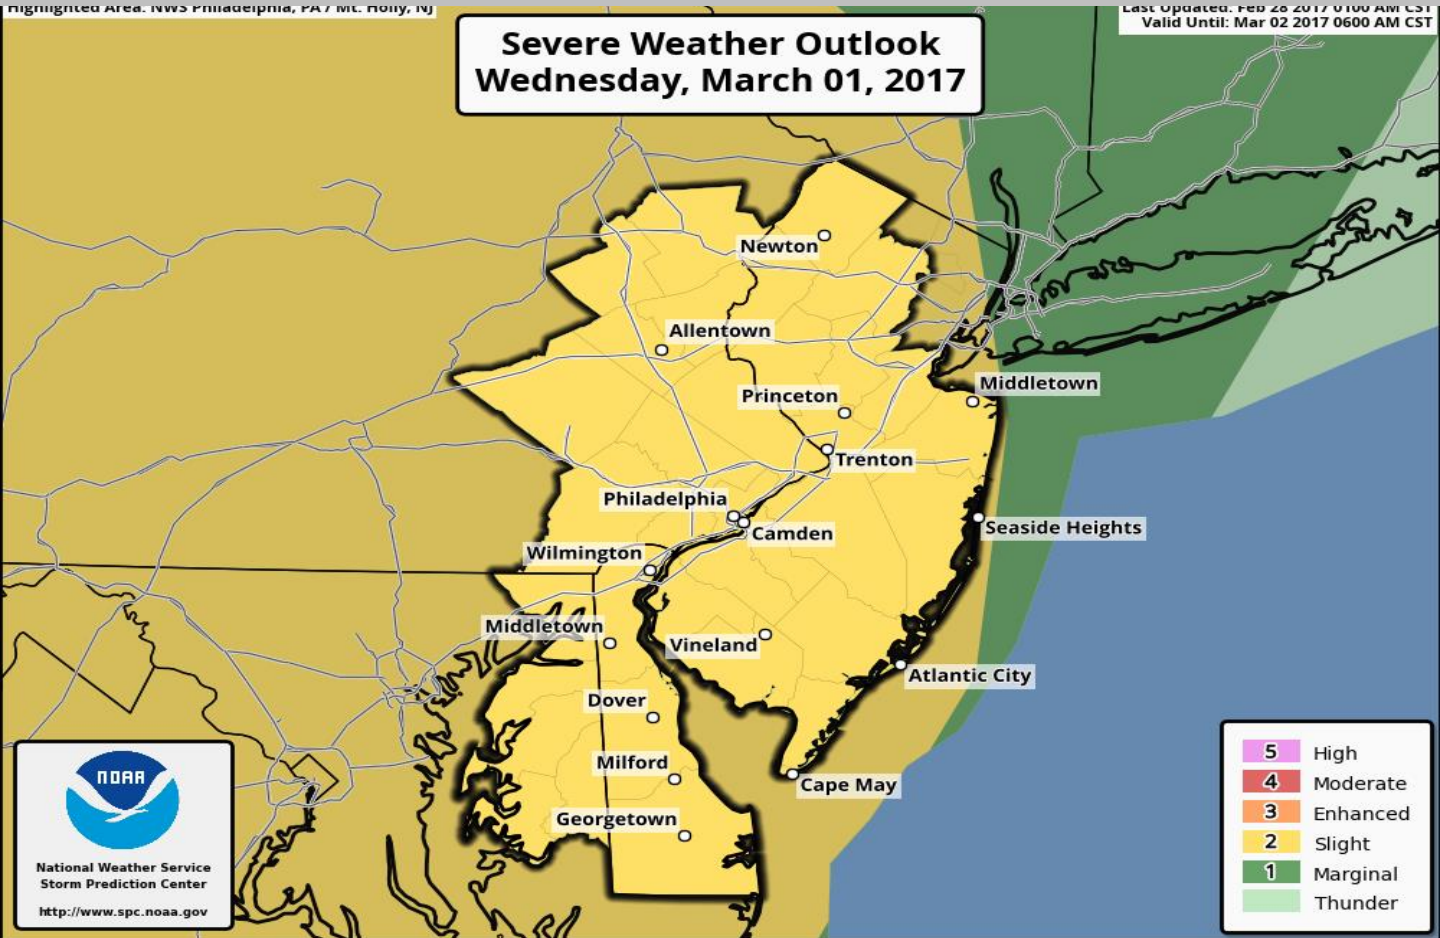 Highlighted Area: NWS Philadelphia, PA / Mt. Holly, NJ
Last Updated: Feb 28 2017 0100 AM CST
Valid Until: Mar 02 2017 0600 AM CST
Severe Weather Outlook
Wednesday, March 01, 2017
Newton
Allentown
Middletown
Princeton
Trenton
Philadelphia
Seaside Heights
Camden
Wilmington
Middletown
Vineland
Atlantic City
Dover
Milford
Cape May
Georgetown
NOAA
National Weather Service
Storm Prediction Center
http://www.spc.noaa.gov
5 High
4 Moderate
3 Enhanced
2 Slight
1 Marginal
Thunder